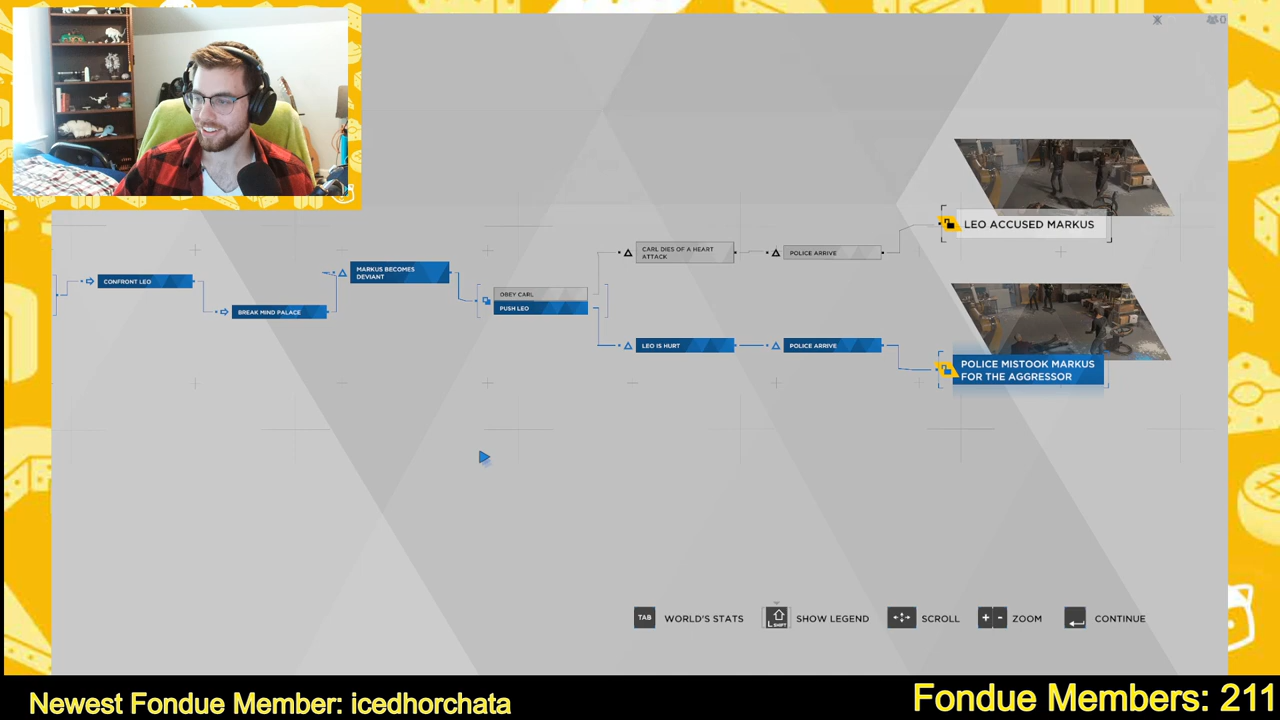 0
LEO ACCUSED MARKUS
CARL DIES OF A HEART
ATTACK
POLICE ARRIVE
MARKUS BECOMES
DEVIANT
CONFRONT LEO
OBEY CARL
PUSH LEO
BREAK MIND PALACE
LEO IS HURT
POLICE ARRIVE
POLICE MISTOOK MARKUS
FOR THE AGGRESSOR
TAB WORLD'S STATS
L SHIFT SHOW LEGEND
SCROLL
+ - ZOOM
CONTINUE
Newest Fondue Member: icedhorchata
Fondue Members: 211